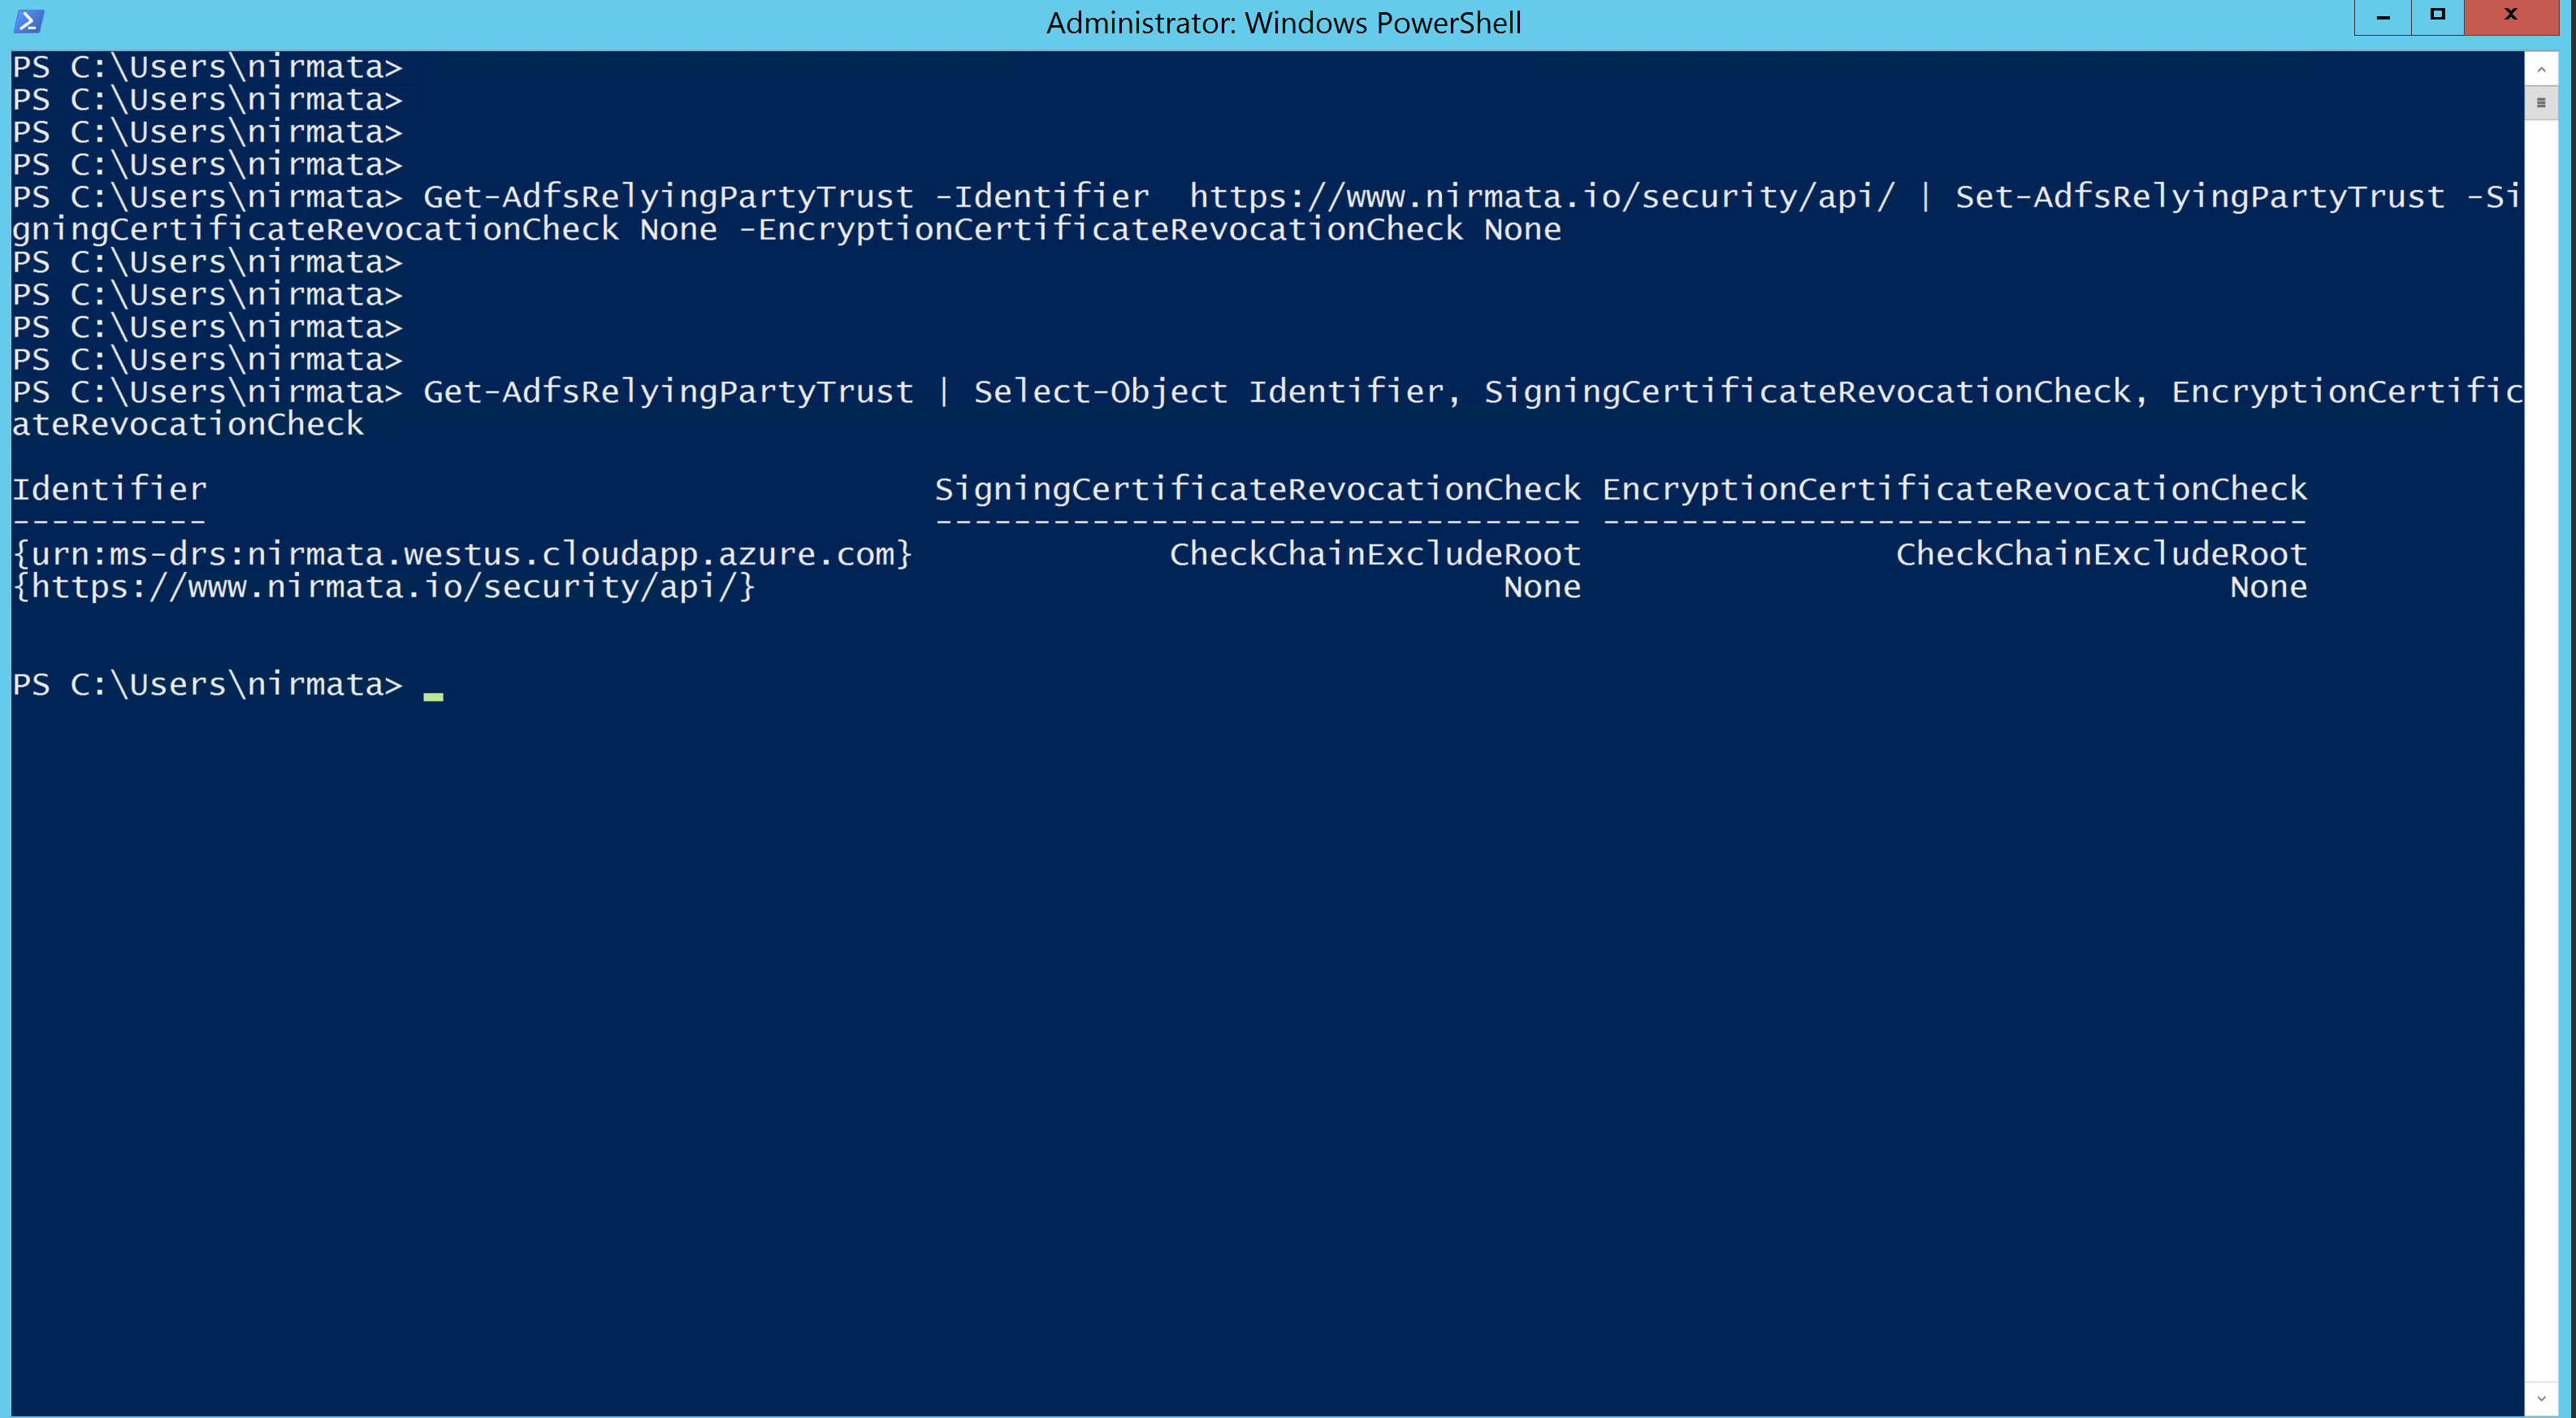 Administrator: Windows PowerShell
PS C:\Users\nirmata>
PS C:\Users\nirmata>
PS C:\Users\nirmata>
PS C:\Users\nirmata>
PS C:\Users\nirmata> Get-AdfsRelyingPartyTrust -Identifier  https://www.nirmata.io/security/api/ | Set-AdfsRelyingPartyTrust -Si
gningCertificateRevocationCheck None -EncryptionCertificateRevocationCheck None
PS C:\Users\nirmata>
PS C:\Users\nirmata>
PS C:\Users\nirmata>
PS C:\Users\nirmata>
PS C:\Users\nirmata> Get-AdfsRelyingPartyTrust | Select-Object Identifier, SigningCertificateRevocationCheck, EncryptionCertific
ateRevocationCheck
Identifier                                     SigningCertificateRevocationCheck EncryptionCertificateRevocationCheck
----------                                     --------------------------------- ------------------------------------
{urn:ms-drs:nirmata.westus.cloudapp.azure.com}             CheckChainExcludeRoot                CheckChainExcludeRoot
{https://www.nirmata.io/security/api/}                                      None                                 None
PS C:\Users\nirmata>